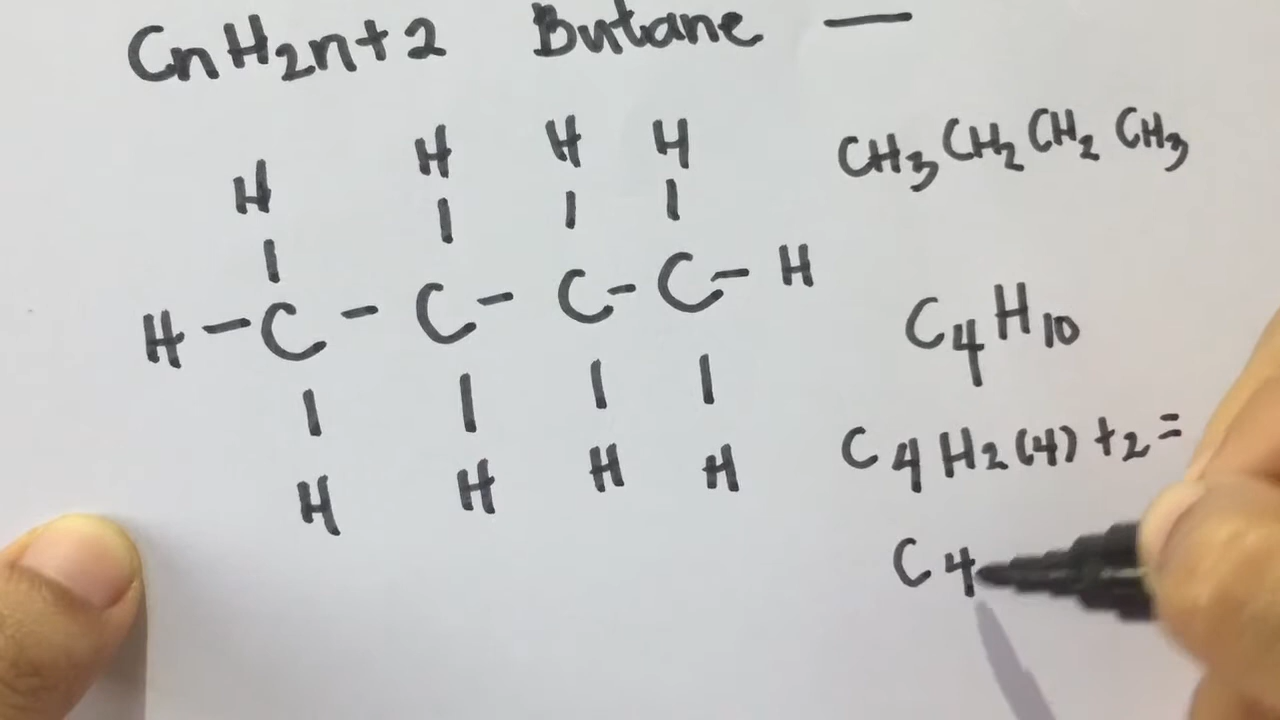 CnH2n+2 Butane —
CH3CH2CH2CH3
H H H H
H-C-C-C-C-H
H H H H
C4H10
C4H2(4)+2=
C4